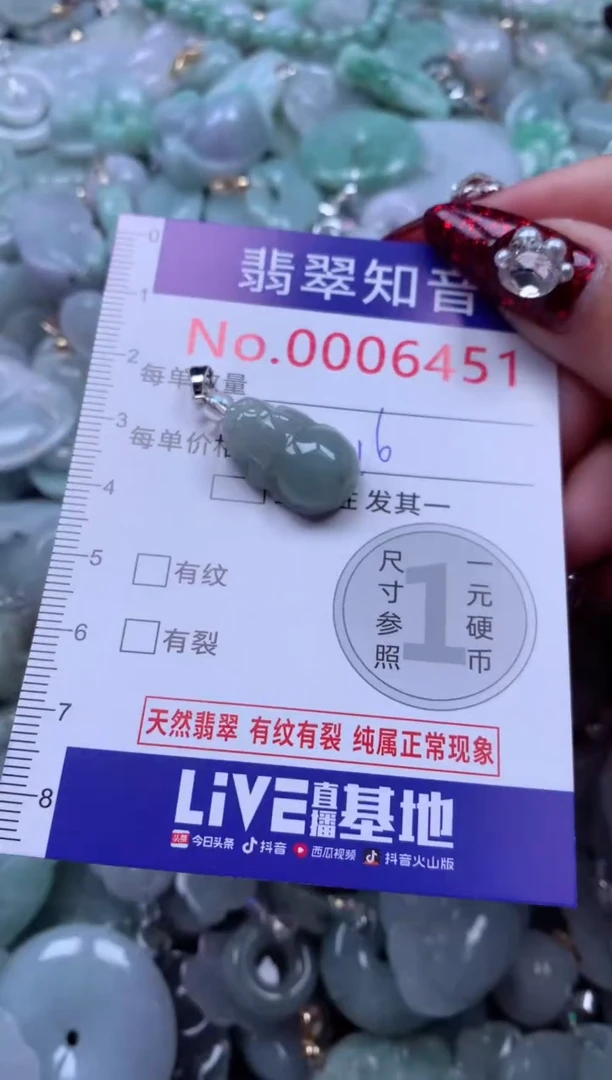 0
翡翠知音
1
No.0006451
2
每单数量
3
每单价格 16
4
发其一
5
有纹
尺寸参照
1
一元硬币
6
有裂
7
天然翡翠 有纹有裂 纯属正常现象
8
LiVE直播基地
头条 今日头条 抖音 西瓜视频 抖音火山版